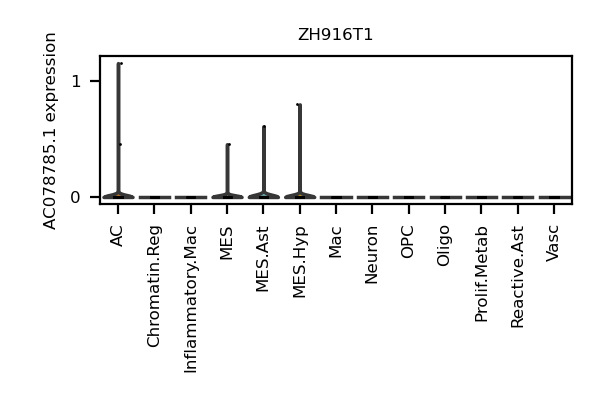 ZH916T1
AC078785.1 expression
1
0
AC
Chromatin.Reg
Inflammatory.Mac
MES
MES.Ast
MES.Hyp
Mac
Neuron
OPC
Oligo
Prolif.Metab
Reactive.Ast
Vasc